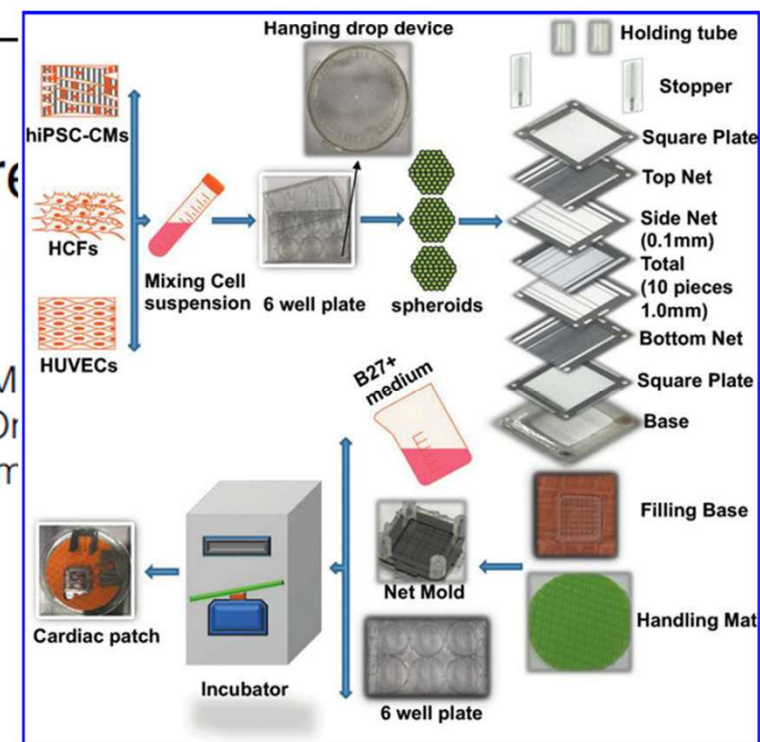 Hanging drop device
Holding tube
Stopper
hiPSC-CMs
Square Plate
Top Net
HCFs
Side Net
(0.1mm)
Total
(10 pieces
1.0mm)
Mixing Cell
suspension
6 well plate
spheroids
Bottom Net
HUVECs
Square Plate
B27+
medium
Base
Filling Base
Net Mold
Handling Mat
Cardiac patch
Incubator
6 well plate